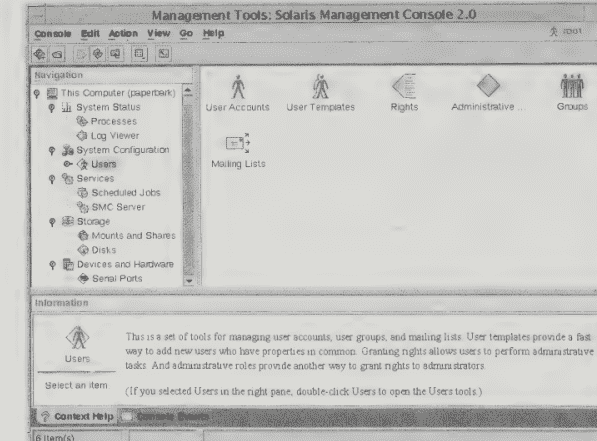 Management Tools: Solaris Management Console 2.0
Console Edit Action View Go Help
root
Navigation
This Computer (paperbark)
System Status
Processes
Log Viewer
System Configuration
Users
Services
Scheduled Jobs
SMC Server
Storage
Mounts and Shares
Disks
Devices and Hardware
Serial Ports
User Accounts User Templates Rights Administrative ... Groups
Mailing Lists
Information
Users
Select an item.
This is a set of tools for managing user accounts, user groups, and mailing lists. User templates provide a fast
way to add new users who have properties in common. Granting rights allows users to perform administrative
tasks. And administrative roles provide another way to grant rights to administrators.
(If you selected Users in the right pane, double-click Users to open the Users tools.)
Context Help Console Events
6 Item(s)